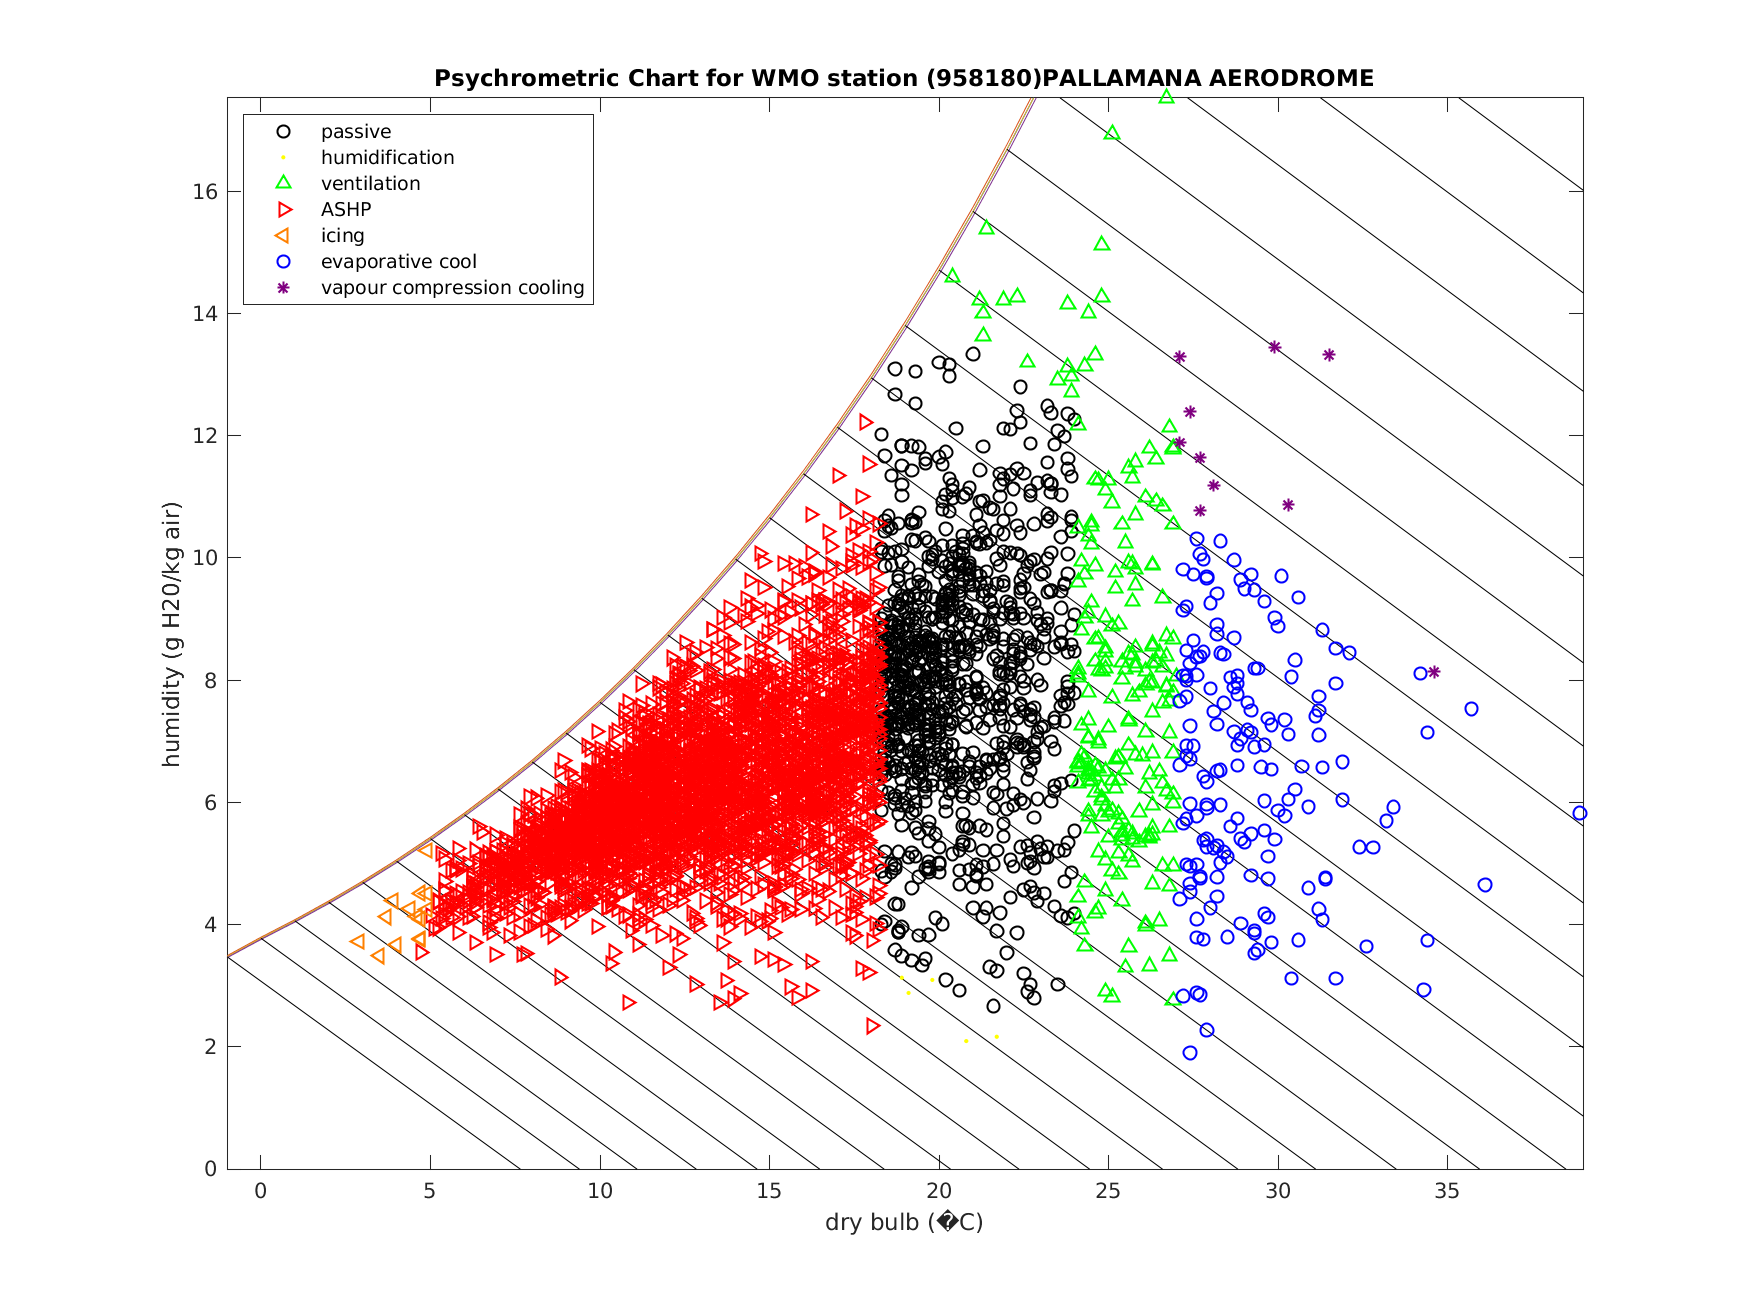 Psychrometric Chart for WMO station (958180)PALLAMANA AERODROME
passive
humidification
ventilation
ASHP
icing
evaporative cool
vapour compression cooling
humidity (g H20/kg air)
16
14
12
10
8
6
4
2
0
0 5 10 15 20 25 30 35
dry bulb (�C)